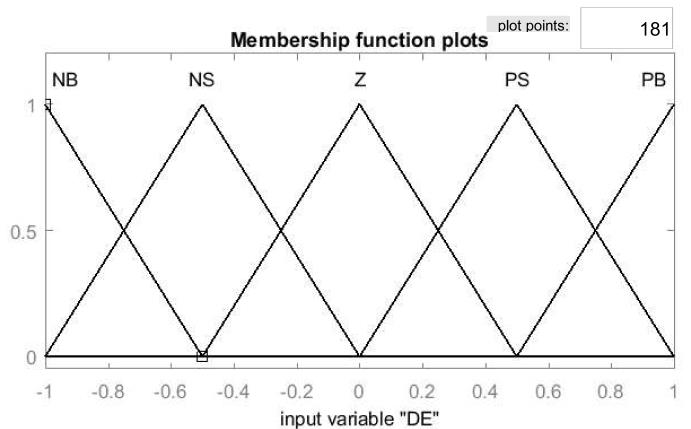 plot points: 181
Membership function plots
NB NS Z PS PB
1
0.5
0
-1 -0.8 -0.6 -0.4 -0.2 0 0.2 0.4 0.6 0.8 1
input variable "DE"